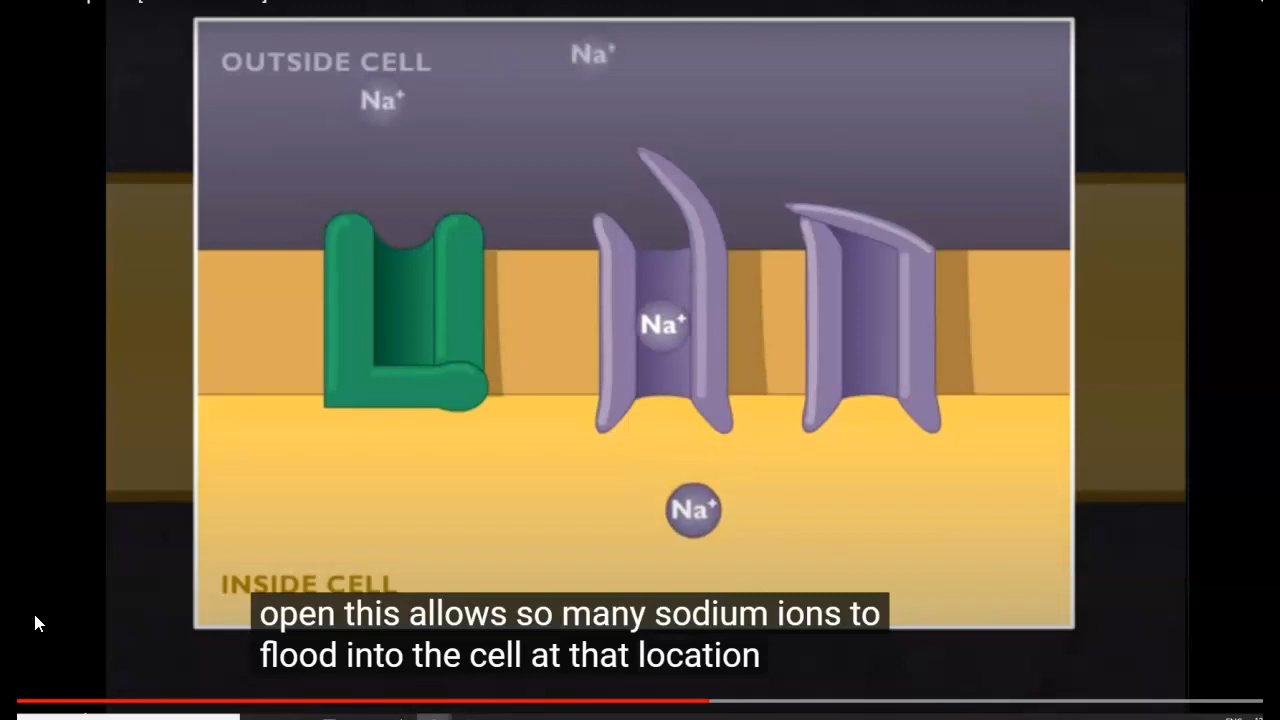 OUTSIDE CELL
Na⁺
Na⁺
Na⁺
Na⁺
INSIDE CELL
open this allows so many sodium ions to
flood into the cell at that location